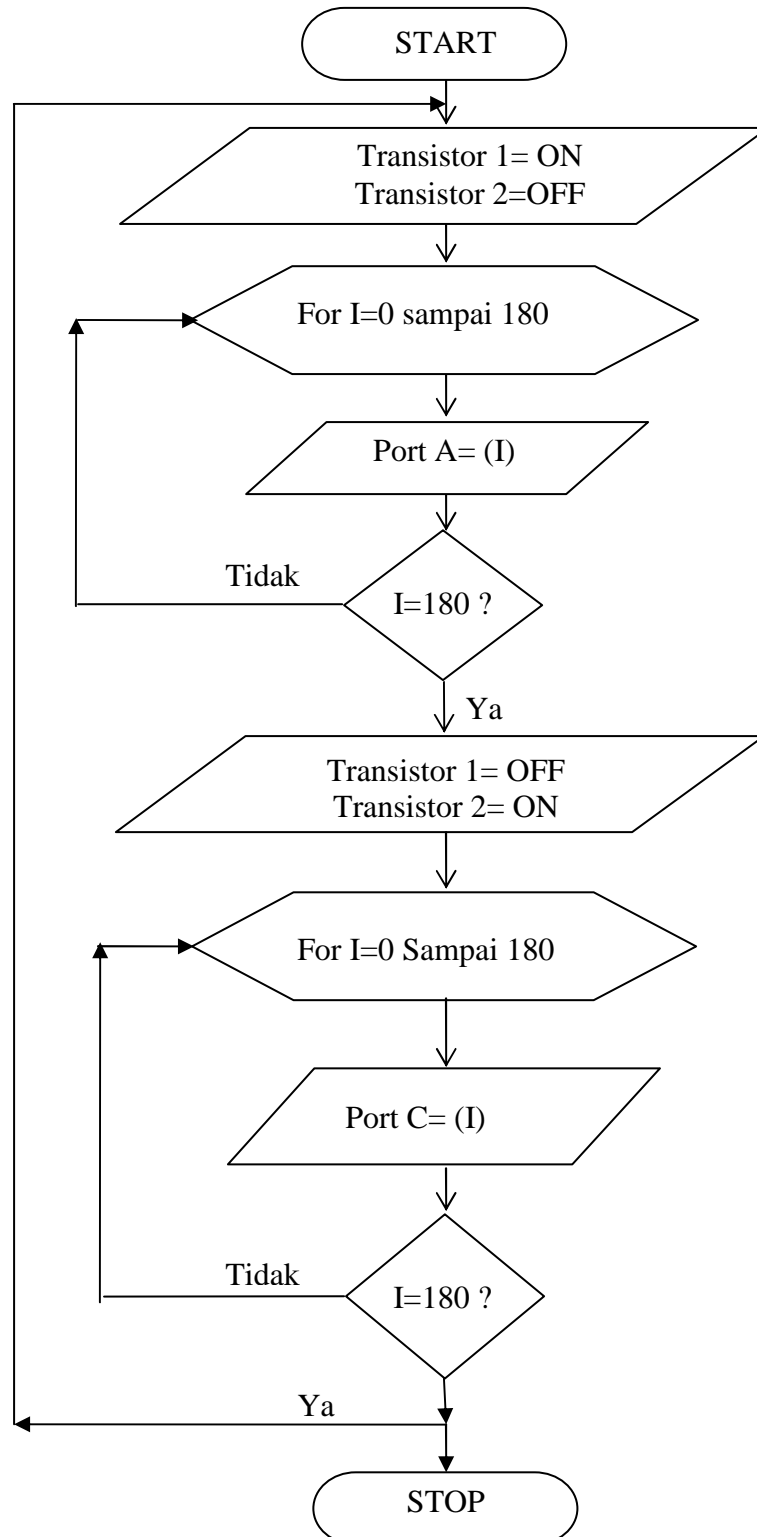 START
Transistor 1= ON
Transistor 2=OFF
For I=0 sampai 180
Port A= (I)
Tidak
I=180 ?
Ya
Transistor 1= OFF
Transistor 2= ON
For I=0 Sampai 180
Port C= (I)
Tidak
I=180 ?
Ya
STOP